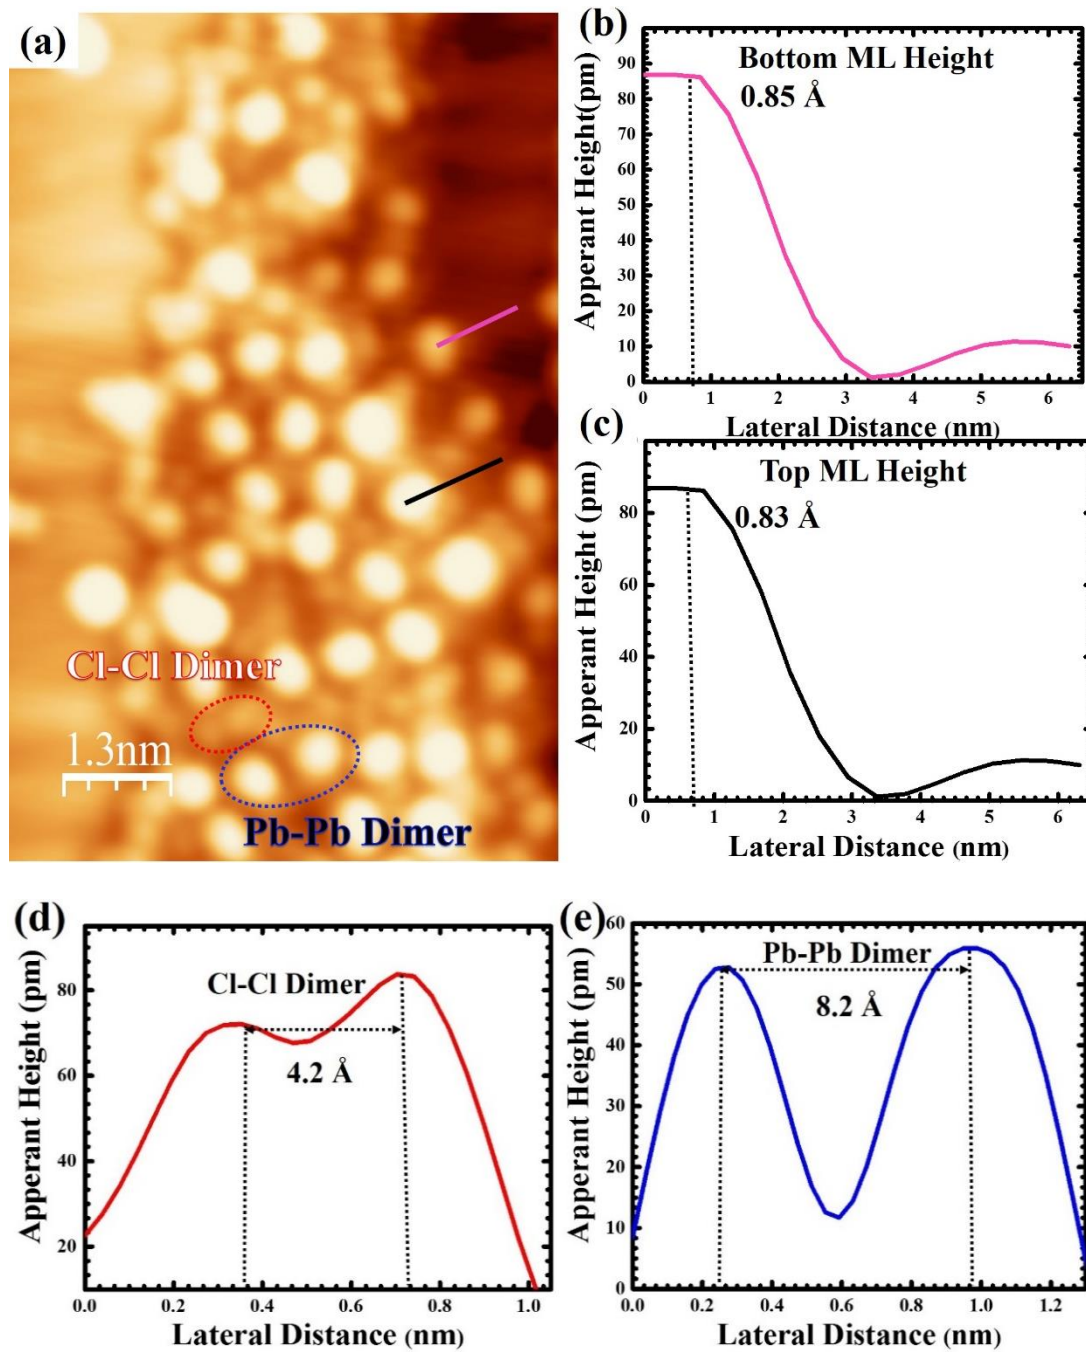 (a)
Cl-Cl Dimer
1.3nm
Pb-Pb Dimer
(b)
Bottom ML Height
0.85 Å
Apperant Height(pm)
90
80
70
60
50
40
30
20
10
0
0 1 2 3 4 5 6
Lateral Distance (nm)
(c)
Top ML Height
0.83 Å
Apperant Height (pm)
80
60
40
20
0
0 1 2 3 4 5 6
Lateral Distance (nm)
(d)
Cl-Cl Dimer
4.2 Å
Apperant Height (pm)
80
60
40
20
0.0 0.2 0.4 0.6 0.8 1.0
Lateral Distance (nm)
(e)
Pb-Pb Dimer
8.2 Å
Apperant Height (pm)
60
50
40
30
20
10
0
0.0 0.2 0.4 0.6 0.8 1.0 1.2
Lateral Distance (nm)